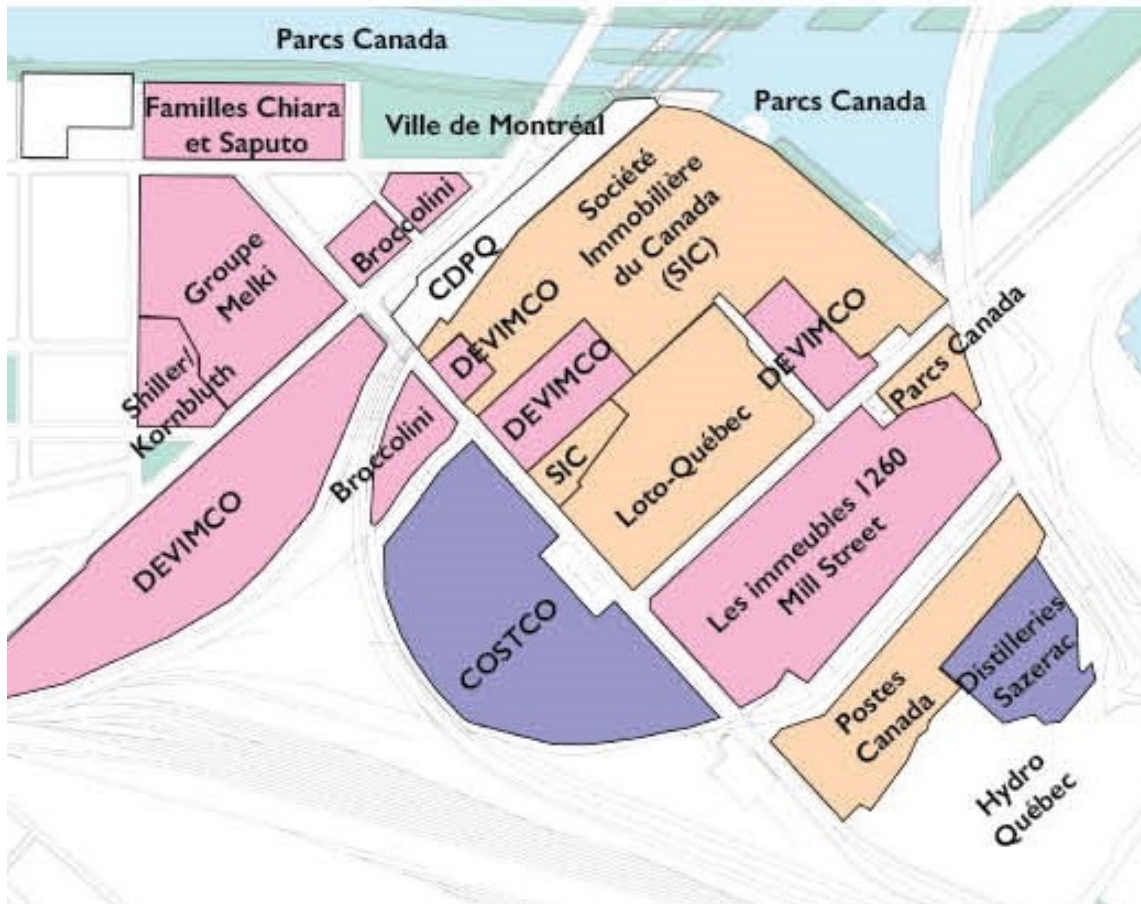 Parcs Canada
Parcs Canada
Familles Chiara
et Saputo
Ville de Montréal
Société
Immobilière
du Canada
(SIC)
Broccolini
CDPQ
Groupe
Melki
DEVIMCO
DEVIMCO
DEVIMCO
Parcs Canada
Shiller/
Kornbluth
Broccolini
SIC
Loto-Québec
DEVIMCO
Les immeubles 1260
Mill Street
COSTCO
Postes
Canada
Distilleries
Sazerac
Hydro
Québec